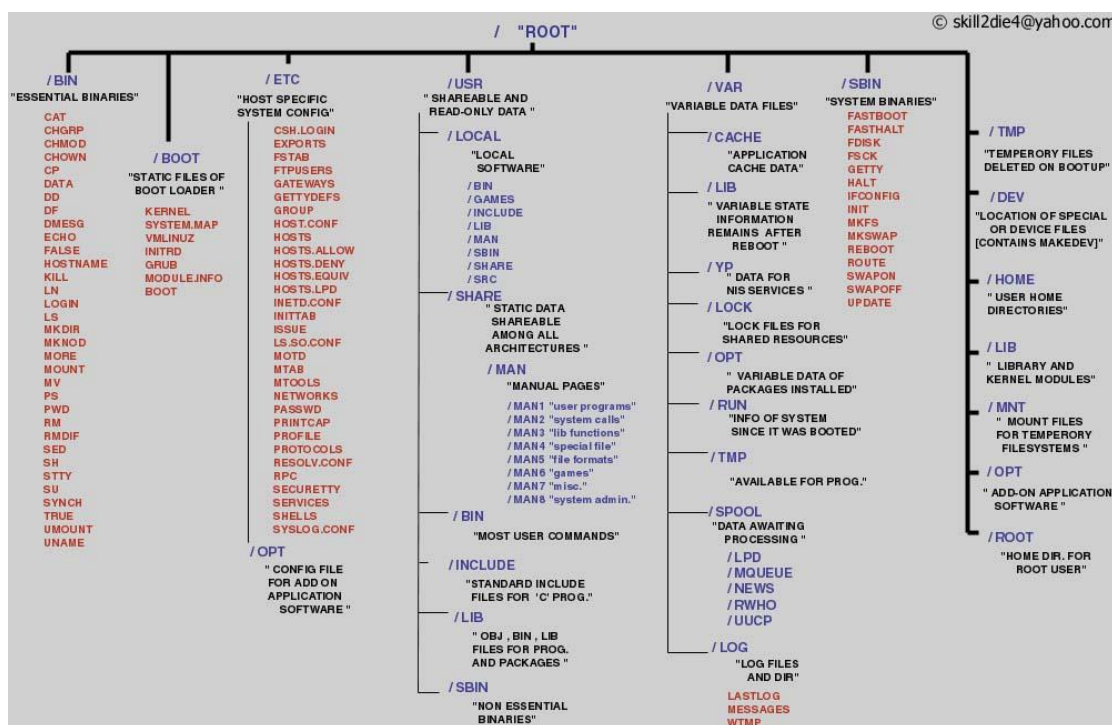 © skill2die4@yahoo.com
/ "ROOT"
/ BIN
"ESSENTIAL BINARIES"
CAT
CHGRP
CHMOD
CHOWN
CP
DATA
DD
DF
DMESG
ECHO
FALSE
HOSTNAME
KILL
LN
LOGIN
LS
MKDIR
MKNOD
MORE
MOUNT
MV
PS
PWD
RM
RMDIF
SED
SH
STTY
SU
SYNCH
TRUE
UMOUNT
UNAME
/ BOOT
"STATIC FILES OF
BOOT LOADER "
KERNEL
SYSTEM.MAP
VMLINUZ
INITRD
GRUB
MODULE.INFO
BOOT
/ ETC
"HOST SPECIFIC
SYSTEM CONFIG"
CSH.LOGIN
EXPORTS
FSTAB
FTPUSERS
GATEWAYS
GETTYDEFS
GROUP
HOST.CONF
HOSTS
HOSTS.ALLOW
HOSTS.DENY
HOSTS.EQUIV
HOSTS.LPD
INETD.CONF
INITTAB
ISSUE
LS.SO.CONF
MOTD
MTAB
MTOOLS
NETWORKS
PASSWD
PRINTCAP
PROFILE
PROTOCOLS
RESOLV.CONF
RPC
SECURETTY
SERVICES
SHELLS
SYSLOG.CONF
/ OPT
" CONFIG FILE
FOR ADD ON
APPLICATION
SOFTWARE "
/ USR
" SHAREABLE AND
READ-ONLY DATA "
/ LOCAL
"LOCAL
SOFTWARE"
/ BIN
/ GAMES
/ INCLUDE
/ LIB
/ MAN
/ SBIN
/ SHARE
/ SRC
/ SHARE
" STATIC DATA
SHAREABLE
AMONG ALL
ARCHITECTURES "
/ MAN
"MANUAL PAGES"
/ MAN1 "user programs"
/ MAN2 "system calls"
/ MAN3 "lib functions"
/ MAN4 "special file"
/ MAN5 "file formats"
/ MAN6 "games"
/ MAN7 "misc."
/ MAN8 "system admin."
/ BIN
"MOST USER COMMANDS"
/ INCLUDE
"STANDARD INCLUDE
FILES FOR 'C' PROG."
/ LIB
" OBJ , BIN , LIB
FILES FOR PROG.
AND PACKAGES "
/ SBIN
"NON ESSENTIAL
BINARIES"
/ VAR
"VARIABLE DATA FILES"
/ CACHE
"APPLICATION
CACHE DATA"
/ LIB
" VARIABLE STATE
INFORMATION
REMAINS AFTER
REBOOT "
/ YP
" DATA FOR
NIS SERVICES "
/ LOCK
"LOCK FILES FOR
SHARED RESOURCES"
/ OPT
" VARIABLE DATA OF
PACKAGES INSTALLED"
/ RUN
"INFO OF SYSTEM
SINCE IT WAS BOOTED"
/ TMP
"AVAILABLE FOR PROG."
/ SPOOL
"DATA AWAITING
PROCESSING "
/ LPD
/ MQUEUE
/ NEWS
/ RWHO
/ UUCP
/ LOG
"LOG FILES
AND DIR"
LASTLOG
MESSAGES
WTMP
/ SBIN
"SYSTEM BINARIES"
FASTBOOT
FASTHALT
FDISK
FSCK
GETTY
HALT
IFCONFIG
INIT
MKFS
MKSWAP
REBOOT
ROUTE
SWAPON
SWAPOFF
UPDATE
/ TMP
"TEMPERORY FILES
DELETED ON BOOTUP"
/ DEV
"LOCATION OF SPECIAL
OR DEVICE FILES
[CONTAINS MAKEDEV]"
/ HOME
" USER HOME
DIRECTORIES"
/ LIB
" LIBRARY AND
KERNEL MODULES"
/ MNT
" MOUNT FILES
FOR TEMPERORY
FILESYSTEMS "
/ OPT
" ADD-ON APPLICATION
SOFTWARE "
/ ROOT
"HOME DIR. FOR
ROOT USER"